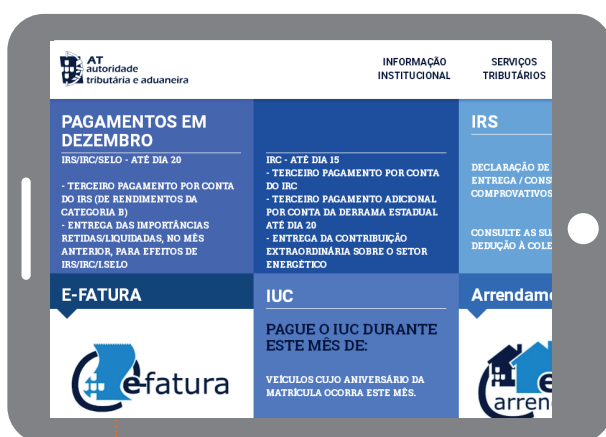 AT
autoridade
tributária e aduaneira
INFORMAÇÃO
INSTITUCIONAL
SERVIÇOS
TRIBUTÁRIOS
PAGAMENTOS EM
DEZEMBRO
IRS/IRC/SELO - ATÉ DIA 20
- TERCEIRO PAGAMENTO POR CONTA
DO IRS (DE RENDIMENTOS DA
CATEGORIA B)
- ENTREGA DAS IMPORTÂNCIAS
RETIDAS/LIQUIDADAS, NO MÊS
ANTERIOR, PARA EFEITOS DE
IRS/IRC/I.SELO
IRC - ATÉ DIA 15
- TERCEIRO PAGAMENTO POR CONTA
DO IRC
- TERCEIRO PAGAMENTO ADICIONAL
POR CONTA DA DERRAMA ESTADUAL
ATÉ DIA 20
- ENTREGA DA CONTRIBUIÇÃO
EXTRAORDINÁRIA SOBRE O SETOR
ENERGÉTICO
IRS
DECLARAÇÃO DE
ENTREGA / CONS
COMPROVATIVOS
CONSULTE AS SU
DEDUÇÃO À COLE
E-FATURA
e-fatura
IUC
PAGUE O IUC DURANTE
ESTE MÊS DE:
VEÍCULOS CUJO ANIVERSÁRIO DA
MATRÍCULA OCORRA ESTE MÊS.
Arrendam
e
arren